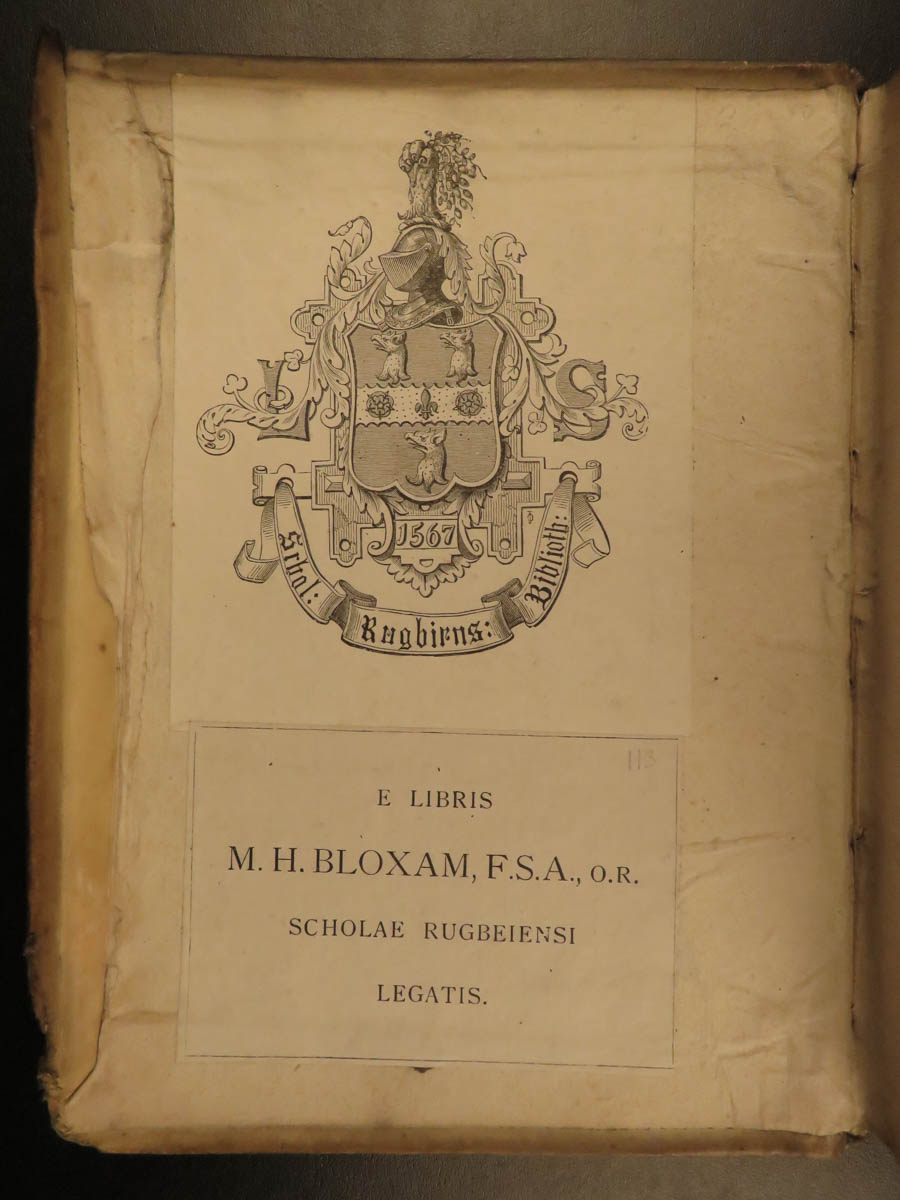 L S
1567
Schol: Rugbiens: Biblioth:
113
E LIBRIS
M. H. BLOXAM, F.S.A., O.R.
SCHOLAE RUGBEIENSI
LEGATIS.